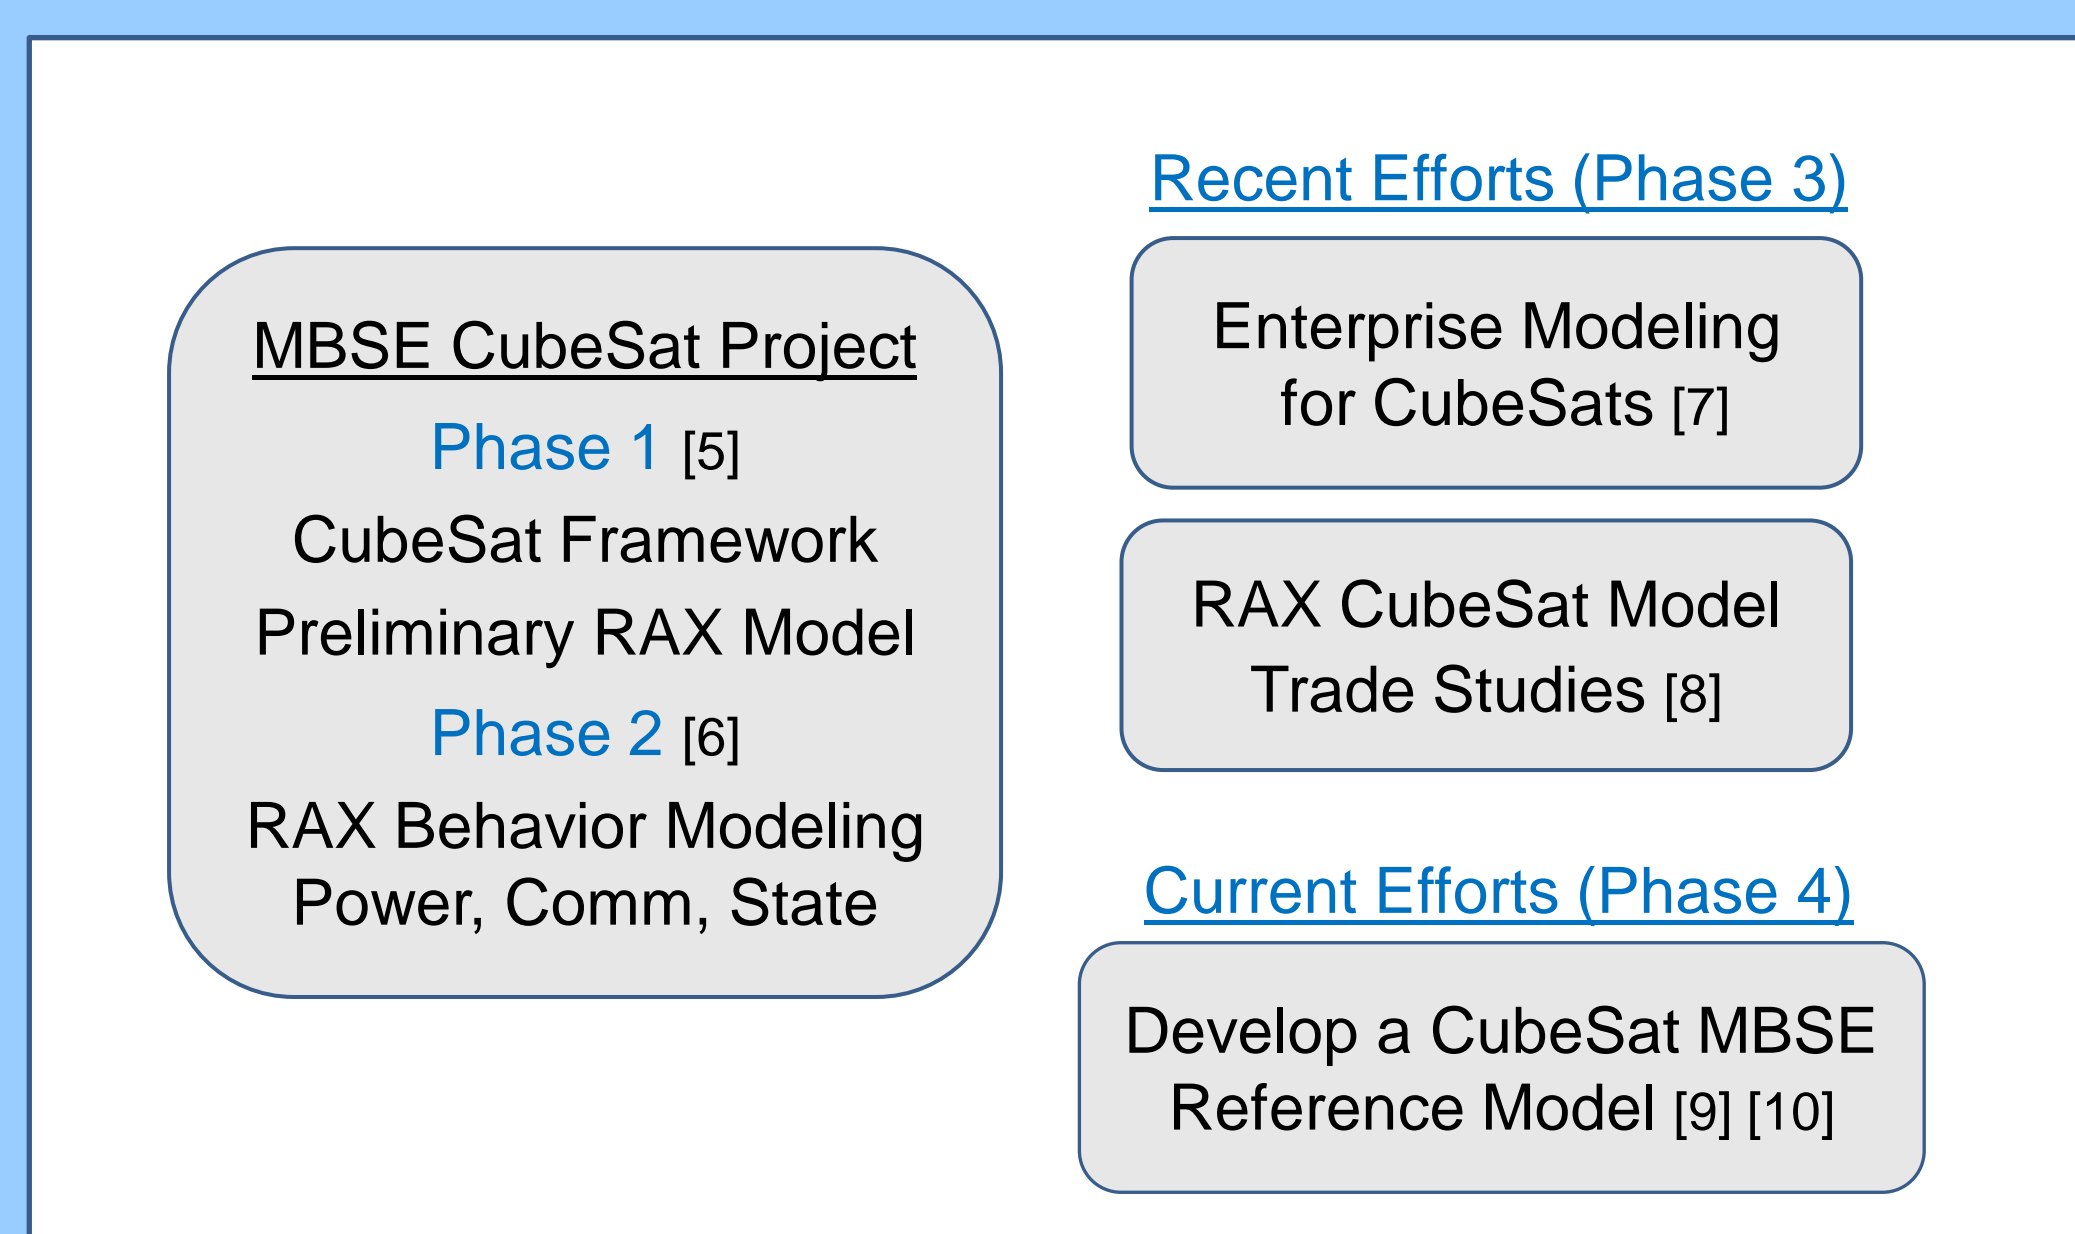 MBSE CubeSat Project
Phase 1 [5]
CubeSat Framework
Preliminary RAX Model
Phase 2 [6]
RAX Behavior Modeling
Power, Comm, State
Recent Efforts (Phase 3)
Enterprise Modeling
for CubeSats [7]
RAX CubeSat Model
Trade Studies [8]
Current Efforts (Phase 4)
Develop a CubeSat MBSE
Reference Model [9] [10]